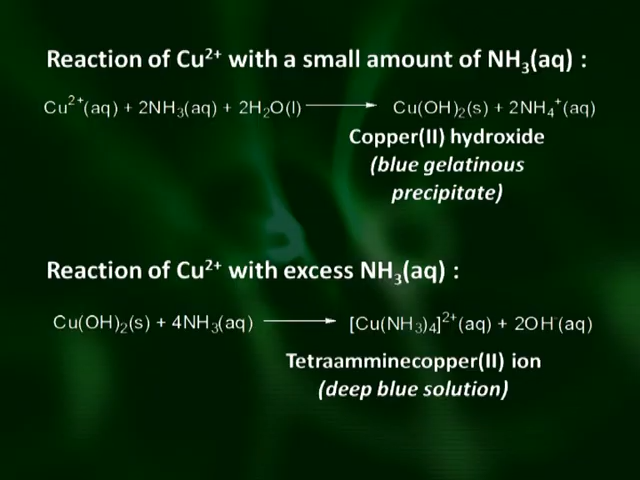 Reaction of Cu²⁺ with a small amount of NH₃(aq) :
Cu²⁺(aq) + 2NH₃(aq) + 2H₂O(l) ⟶ Cu(OH)₂(s) + 2NH₄⁺(aq)
Copper(II) hydroxide
(blue gelatinous
precipitate)
Reaction of Cu²⁺ with excess NH₃(aq) :
Cu(OH)₂(s) + 4NH₃(aq) ⟶ [Cu(NH₃)₄]²⁺(aq) + 2OH⁻(aq)
Tetraamminecopper(II) ion
(deep blue solution)